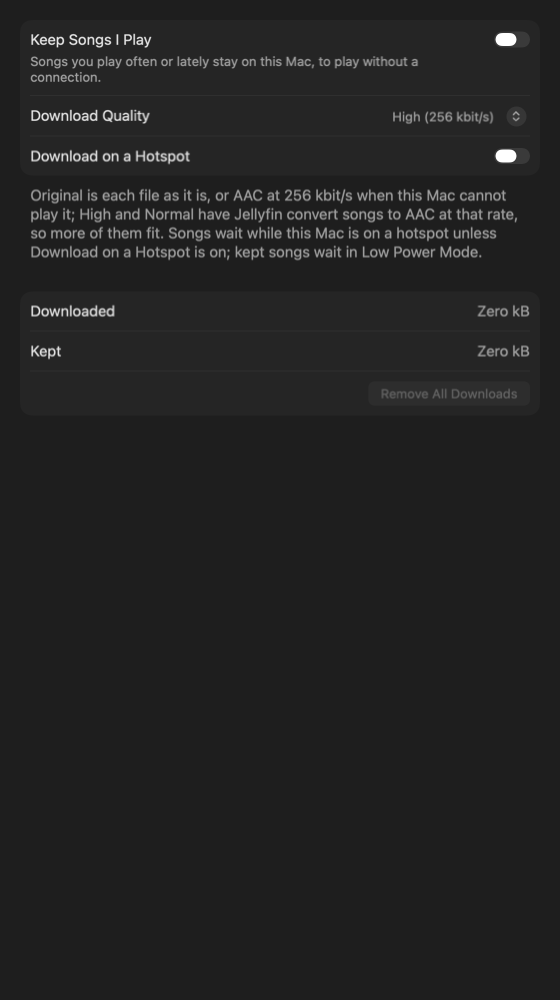 Keep Songs I Play
Songs you play often or lately stay on this Mac, to play without a
connection.
Download Quality
High (256 kbit/s)
Download on a Hotspot
Original is each file as it is, or AAC at 256 kbit/s when this Mac cannot
play it; High and Normal have Jellyfin convert songs to AAC at that rate,
so more of them fit. Songs wait while this Mac is on a hotspot unless
Download on a Hotspot is on; kept songs wait in Low Power Mode.
Downloaded
Zero kB
Kept
Zero kB
Remove All Downloads